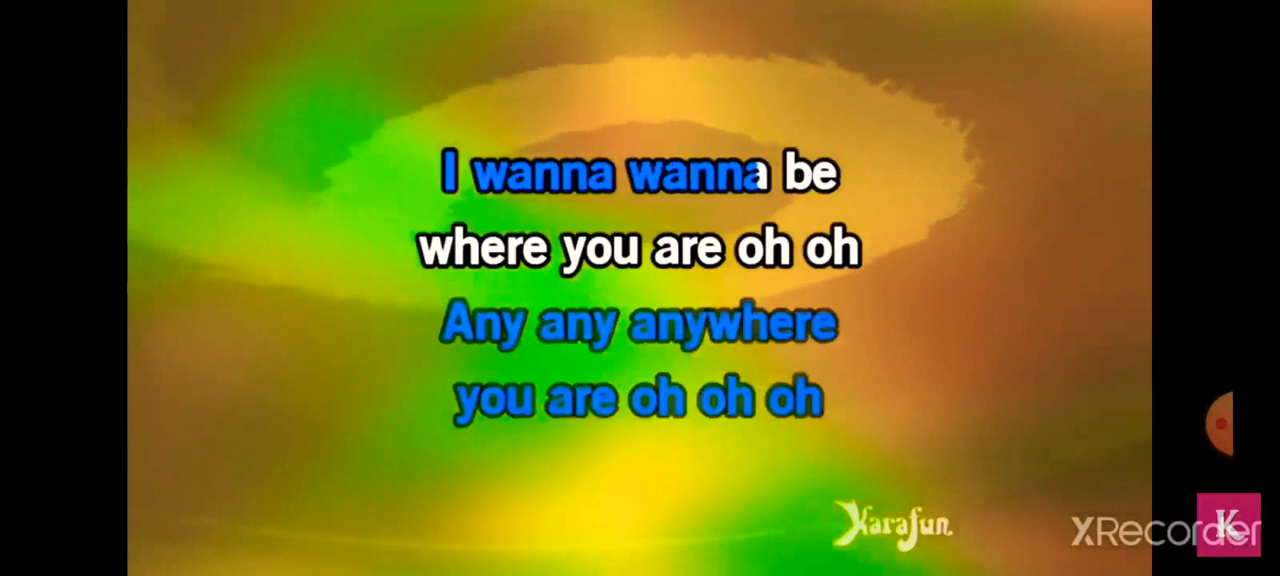 I wanna wanna be
where you are oh oh
Any any anywhere
you are oh oh oh
Karafun
XRecorder
K